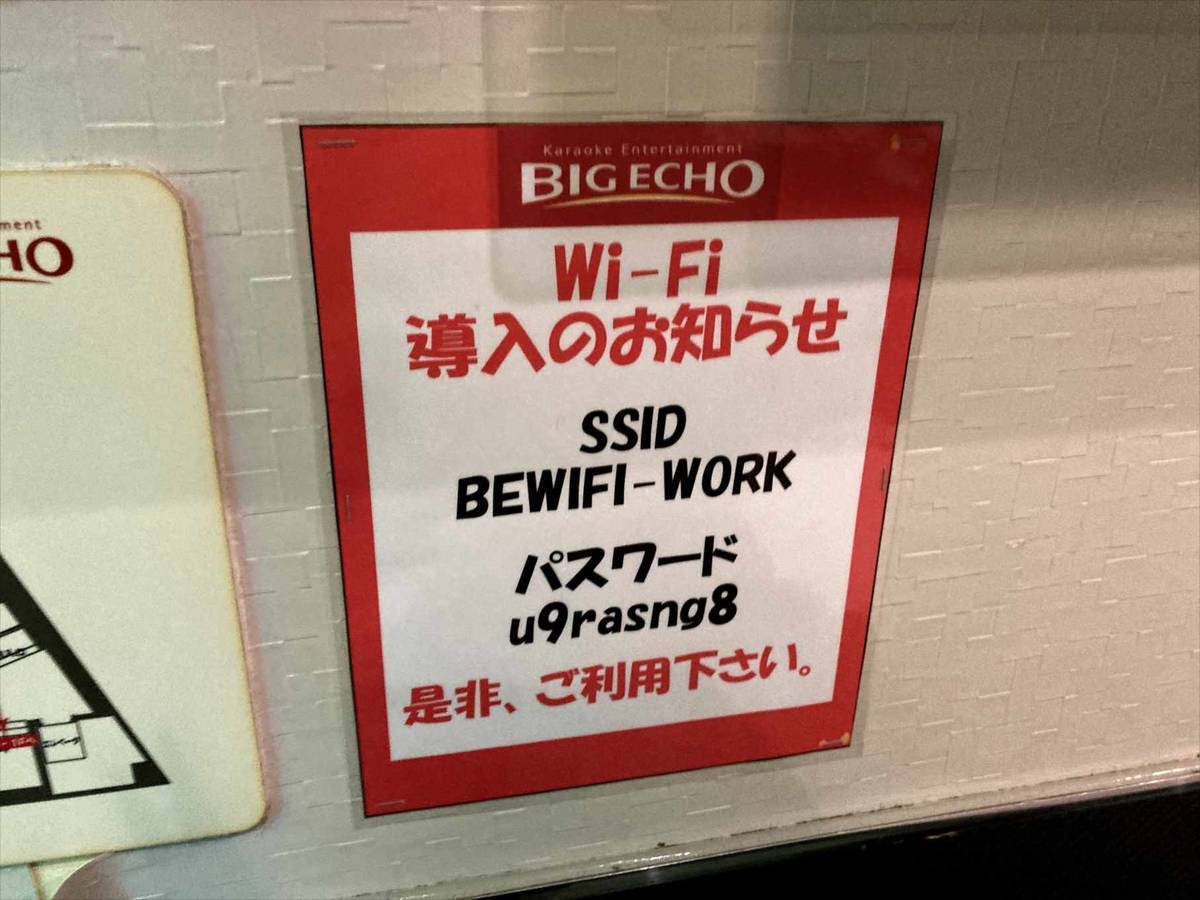 Karaoke Entertainment
BIG ECHO
Wi-Fi
導入のお知らせ
SSID
BEWIFI-WORK
パスワード
u9rasng8
是非、ご利用下さい。
ment
HO